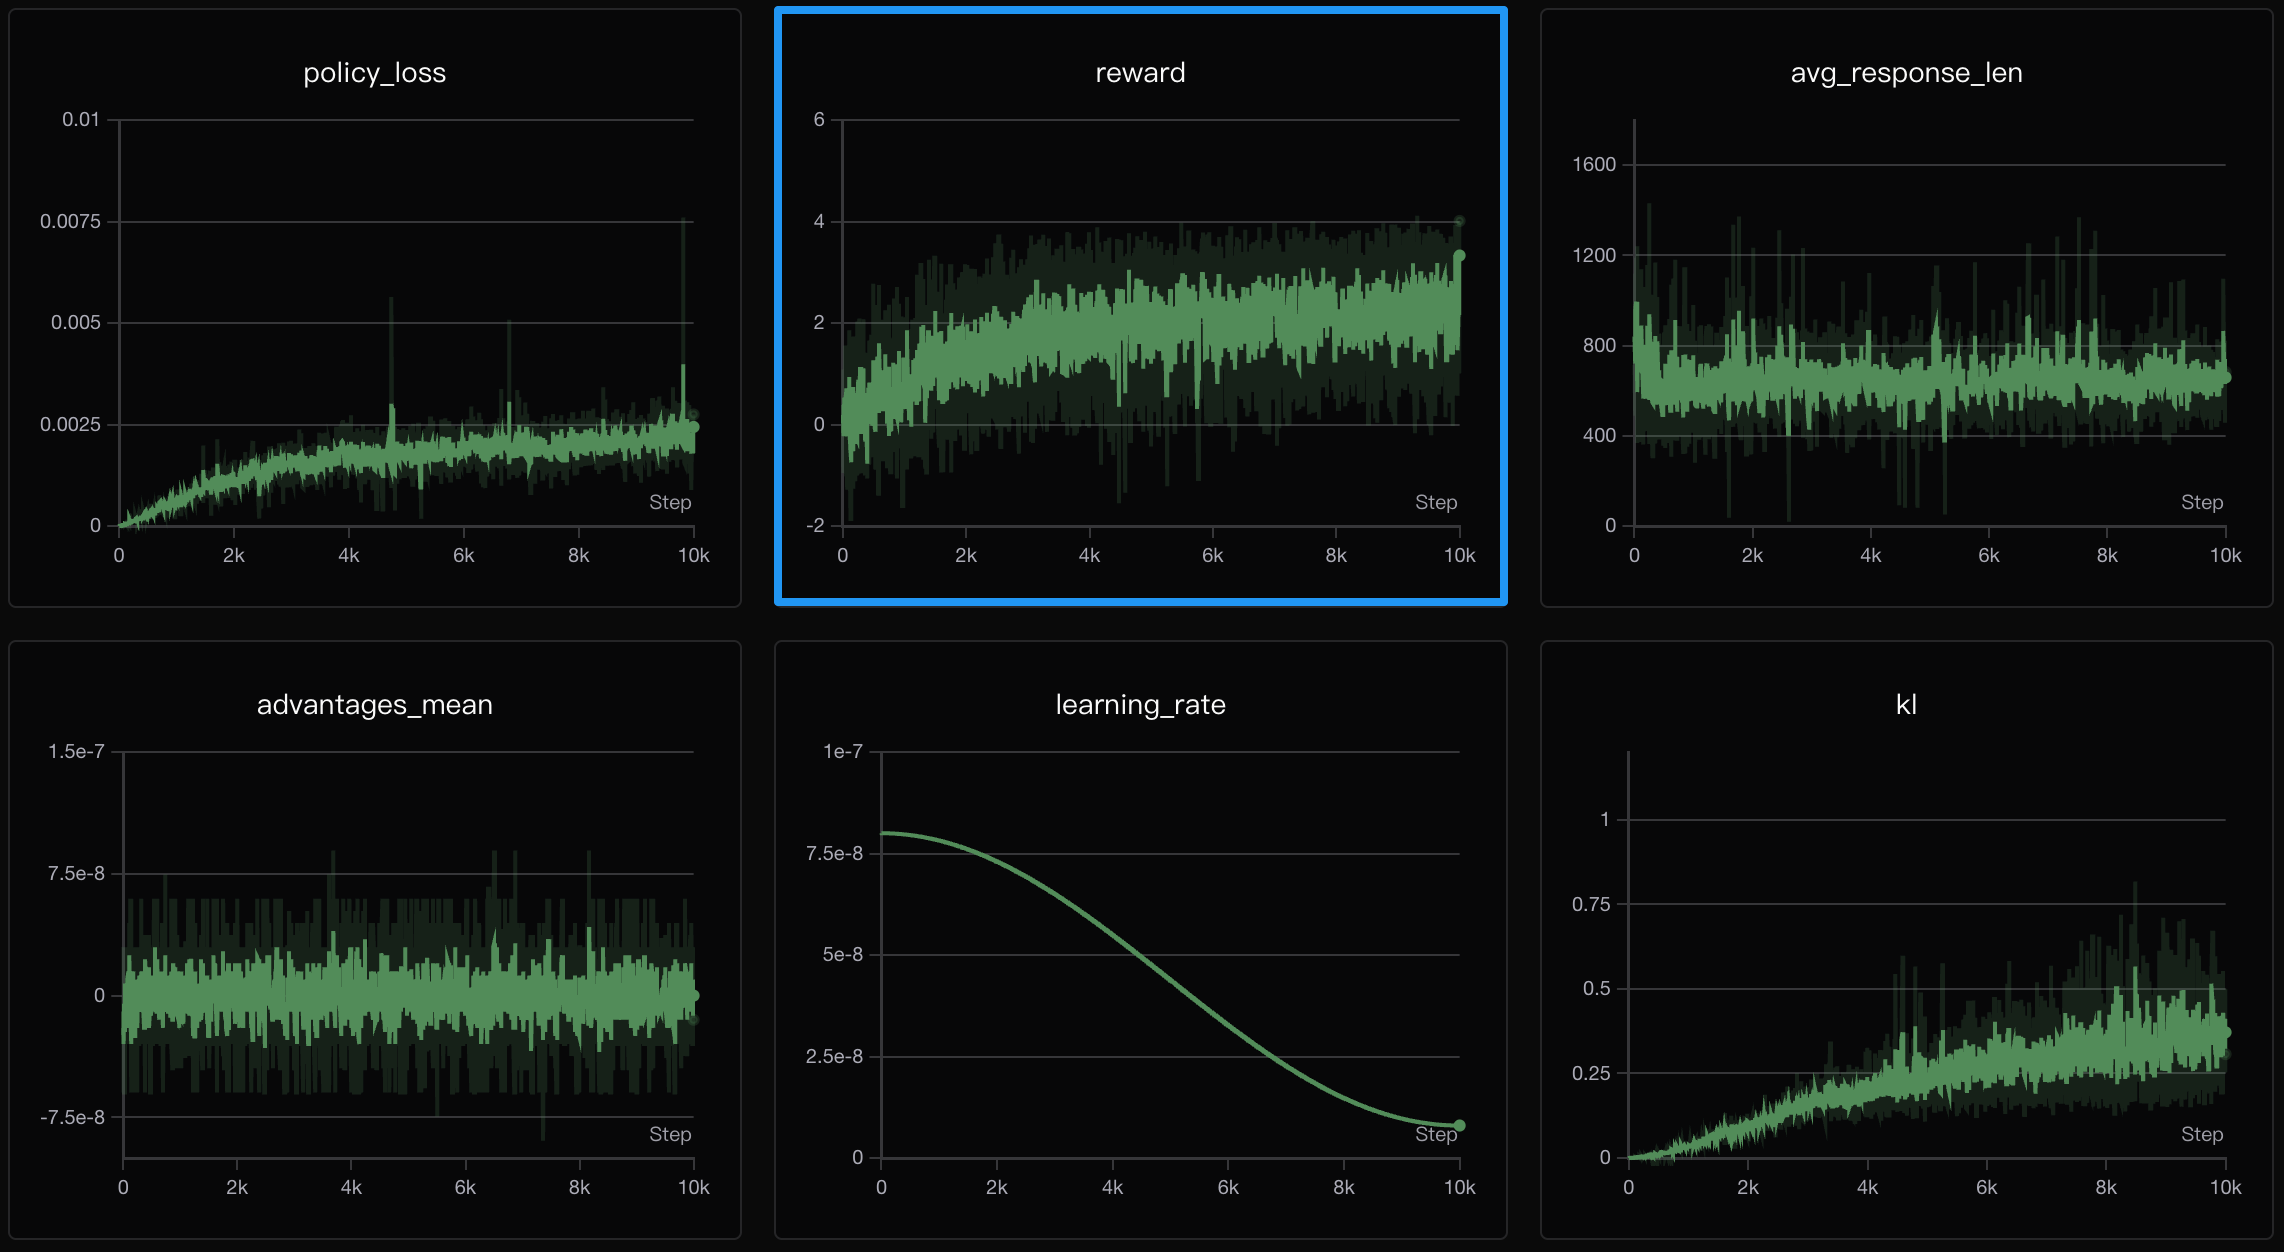 policy_loss
0.01
0.0075
0.005
0.0025
0
Step
0 2k 4k 6k 8k 10k
reward
6
4
2
0
-2
Step
0 2k 4k 6k 8k 10k
avg_response_len
1600
1200
800
400
0
Step
0 2k 4k 6k 8k 10k
advantages_mean
1.5e-7
7.5e-8
0
-7.5e-8
Step
0 2k 4k 6k 8k 10k
learning_rate
1e-7
7.5e-8
5e-8
2.5e-8
0
Step
0 2k 4k 6k 8k 10k
kl
1
0.75
0.5
0.25
0
Step
0 2k 4k 6k 8k 10k